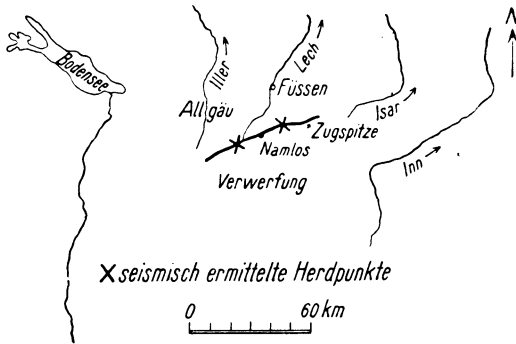 Bodensee
Iller
Lech
Füssen
Allgäu
Isar
Zugspitze
Namlos
Inn
Verwerfung
X seismisch ermittelte Herdpunkte
0 60 km